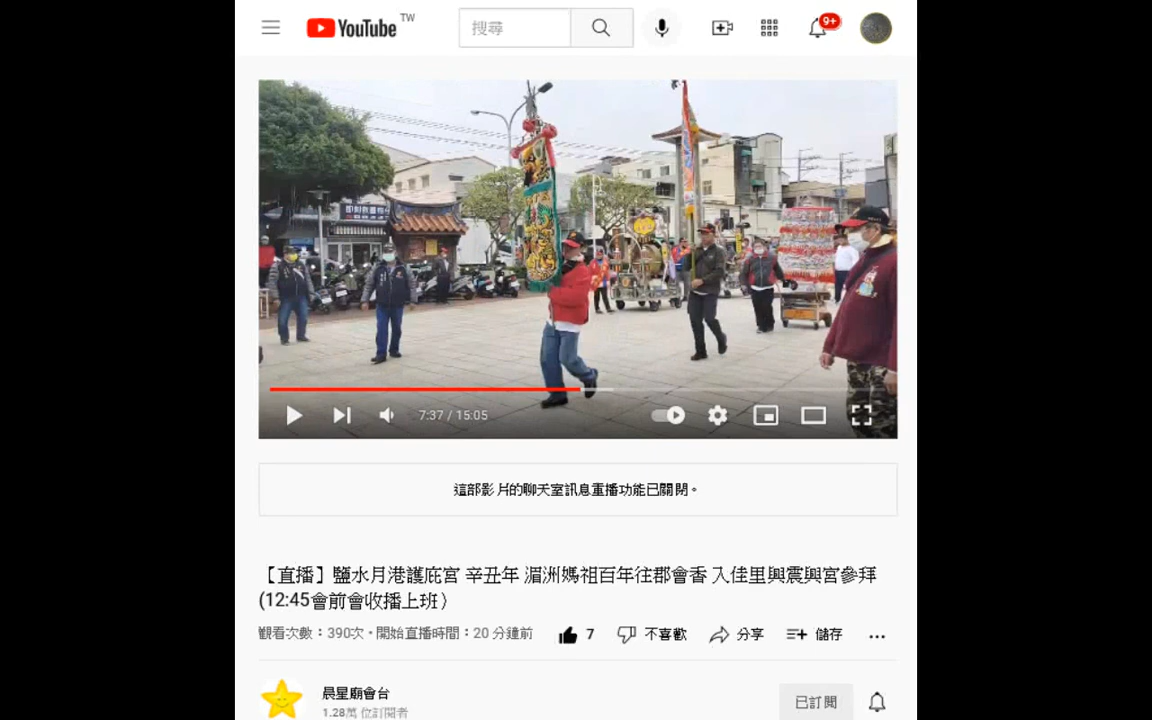 YouTube TW
搜尋
9+
7:37 / 15:05
這部影片的聊天室訊息重播功能已關閉。
【直播】鹽水月港護庇宮 辛丑年 湄洲媽祖百年往郡會香 入佳里興震興宮參拜
(12:45會前會收播上班）
觀看次數：390次 • 開始直播時間：20 分鐘前
7
不喜歡
分享
儲存
晨星廟會台
1.28萬 位訂閱者
已訂閱